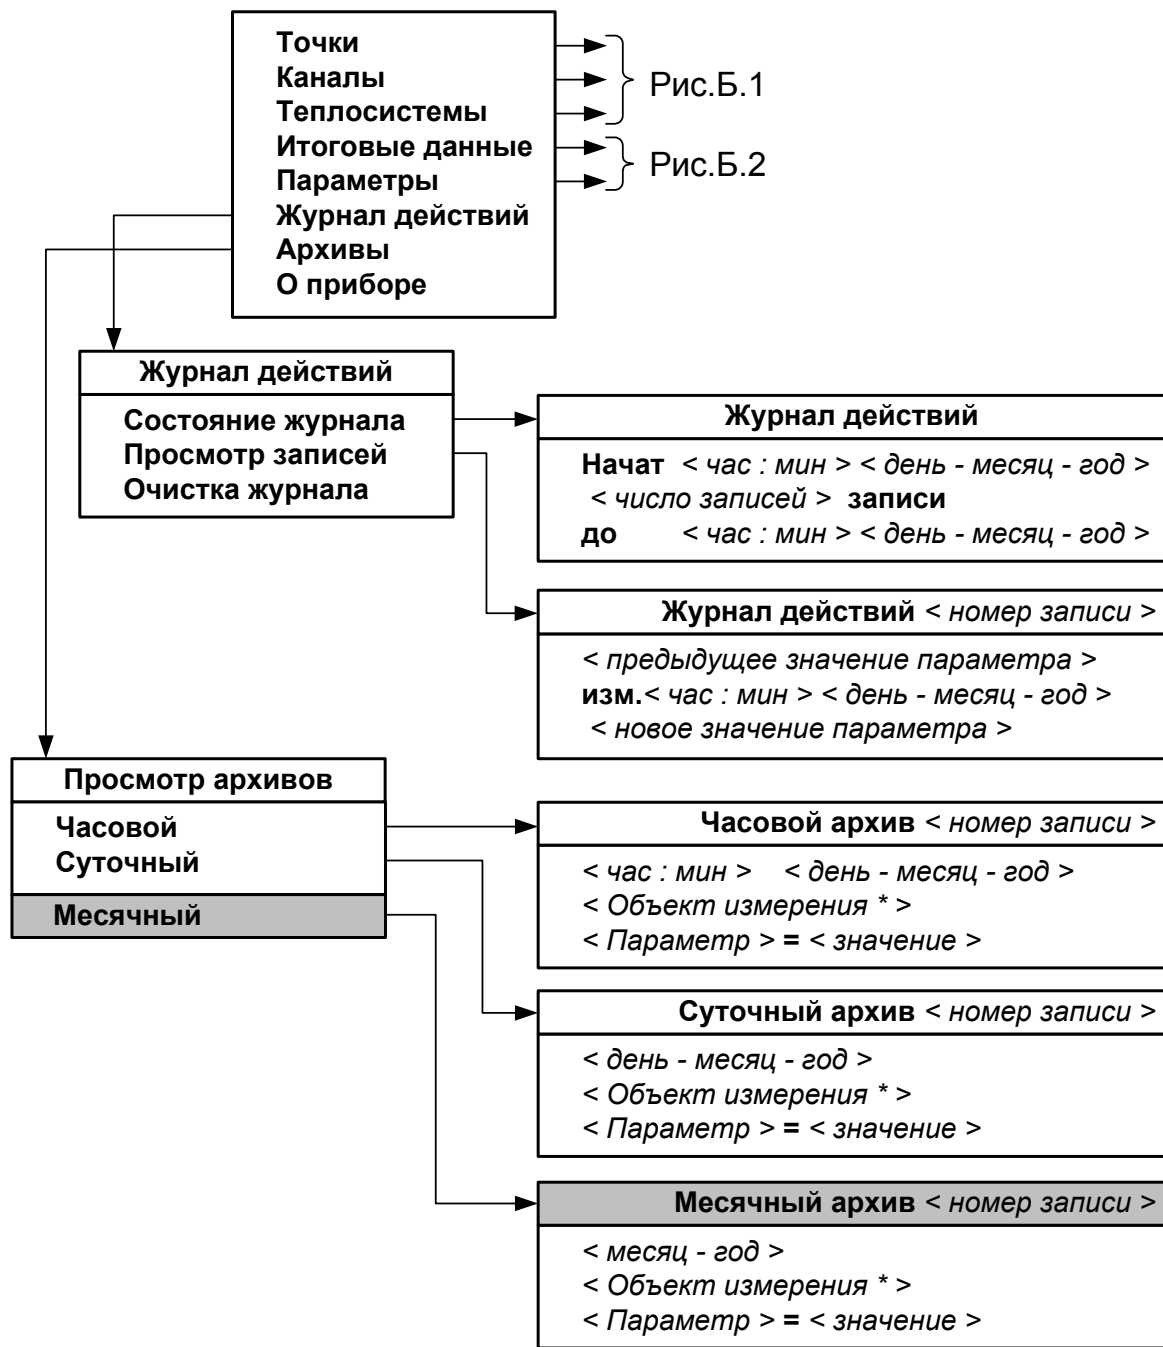 Точки
Каналы
Теплосистемы
Рис.Б.1
Итоговые данные
Параметры
Рис.Б.2
Журнал действий
Архивы
О приборе
Журнал действий
Состояние журнала
Просмотр записей
Очистка журнала
Журнал действий
Начат < час : мин > < день - месяц - год >
< число записей > записи
до < час : мин > < день - месяц - год >
Журнал действий < номер записи >
< предыдущее значение параметра >
изм.< час : мин > < день - месяц - год >
< новое значение параметра >
Просмотр архивов
Часовой
Суточный
Месячный
Часовой архив < номер записи >
< час : мин > < день - месяц - год >
< Объект измерения * >
< Параметр > = < значение >
Суточный архив < номер записи >
< день - месяц - год >
< Объект измерения * >
< Параметр > = < значение >
Месячный архив < номер записи >
< месяц - год >
< Объект измерения * >
< Параметр > = < значение >